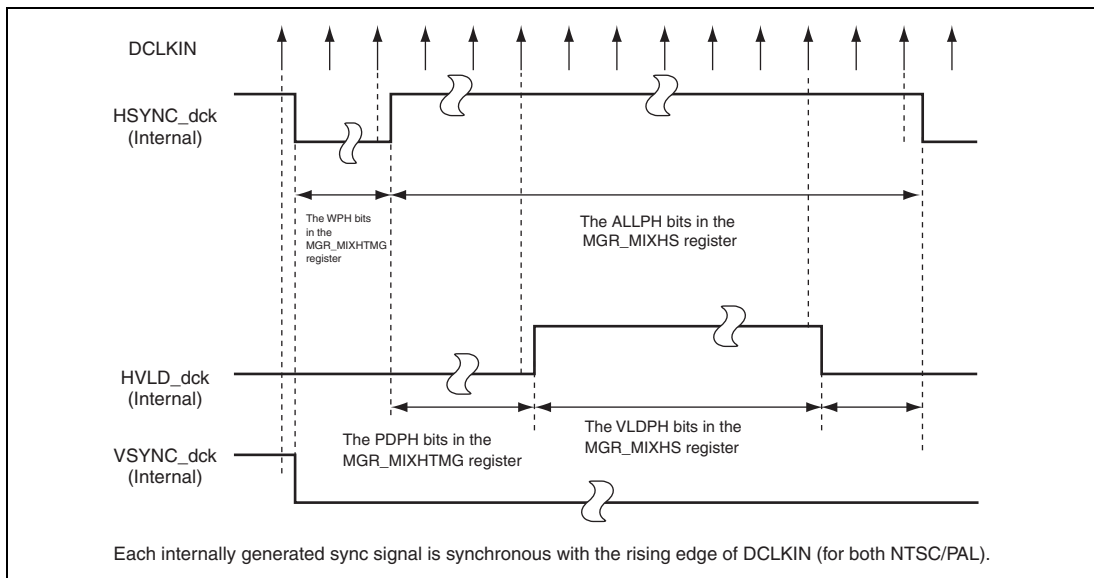 DCLKIN
HSYNC_dck
(Internal)
The WPH bits
in the
MGR_MIXHTMG
register
The ALLPH bits in the
MGR_MIXHS register
HVLD_dck
(Internal)
The PDPH bits in the
MGR_MIXHTMG register
The VLDPH bits in the
MGR_MIXHS register
VSYNC_dck
(Internal)
Each internally generated sync signal is synchronous with the rising edge of DCLKIN (for both NTSC/PAL).